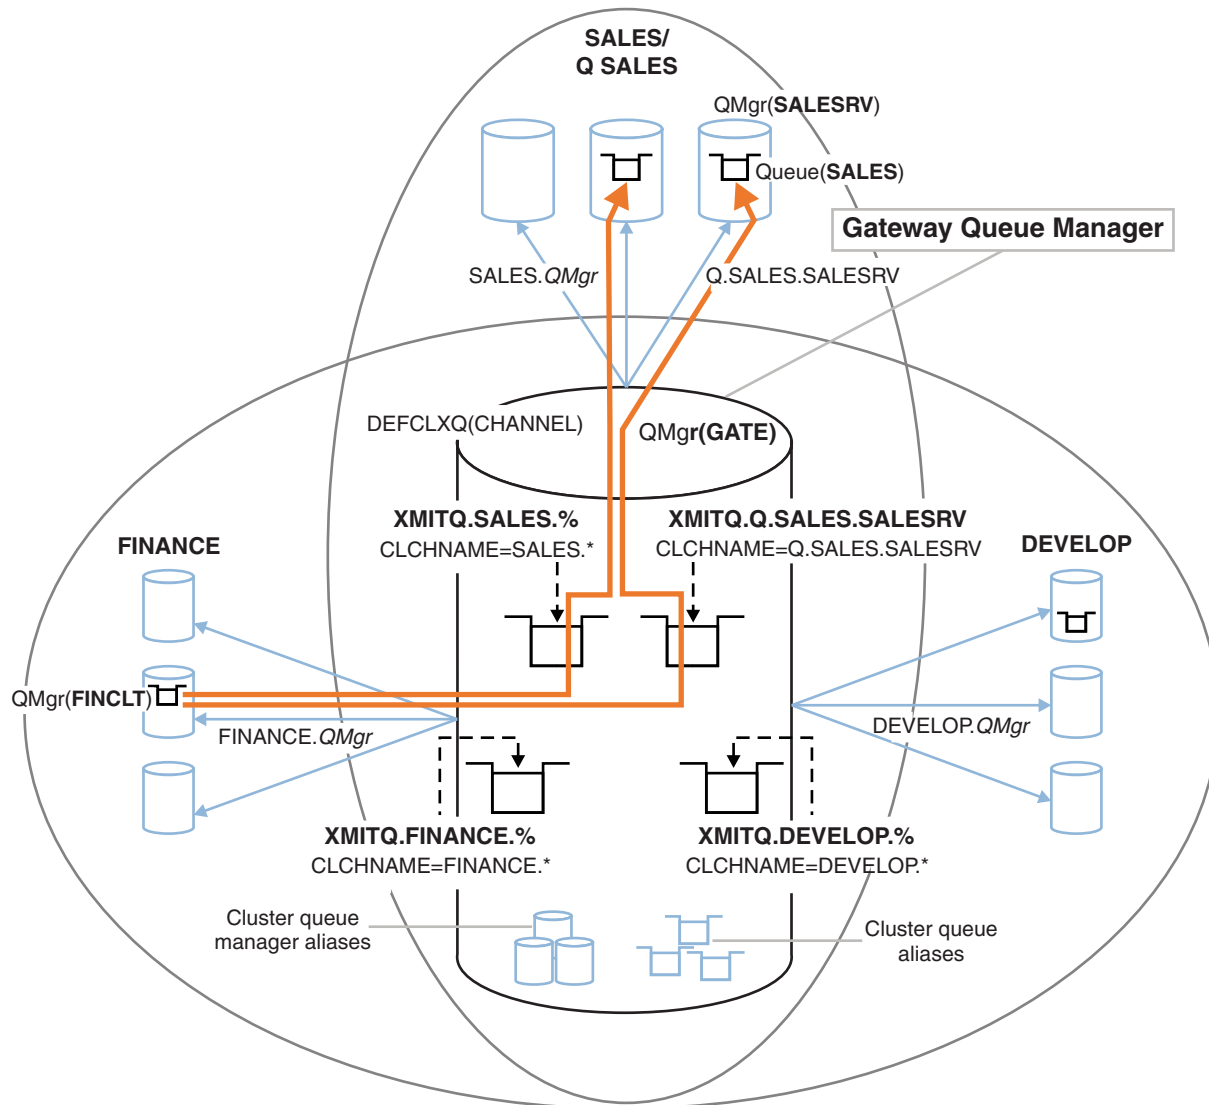 SALES/
Q SALES
QMgr(SALESRV)
Queue(SALES)
Gateway Queue Manager
SALES.QMgr
Q.SALES.SALESRV
DEFCLXQ(CHANNEL)
QMgr(GATE)
XMITQ.SALES.%
CLCHNAME=SALES.*
XMITQ.Q.SALES.SALESRV
CLCHNAME=Q.SALES.SALESRV
FINANCE
DEVELOP
QMgr(FINCLT)
FINANCE.QMgr
DEVELOP.QMgr
XMITQ.FINANCE.%
CLCHNAME=FINANCE.*
XMITQ.DEVELOP.%
CLCHNAME=DEVELOP.*
Cluster queue
manager aliases
Cluster queue
aliases